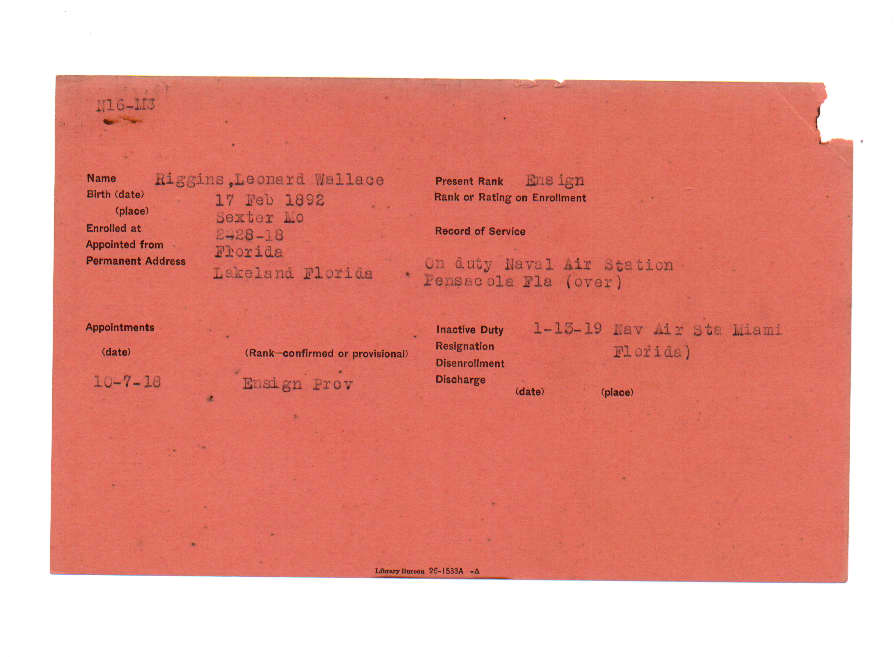 N16-M3
Name Riggins,Leonard Wallace
Birth (date) 17 Feb 1892
(place) Sexter Mo
Enrolled at 2-28-18
Appointed from Florida
Permanent Address Lakeland Florida
Present Rank Ensign
Rank or Rating on Enrollment
Record of Service
On duty Naval Air Station
Pensacola Fla (over)
Appointments
(date) (Rank—confirmed or provisional)
10-7-18 Ensign Prov
Inactive Duty 1-13-19 Nav Air Sta Miami
Resignation Florida)
Disenrollment
Discharge
(date) (place)
Library Bureau 26-1533A -A